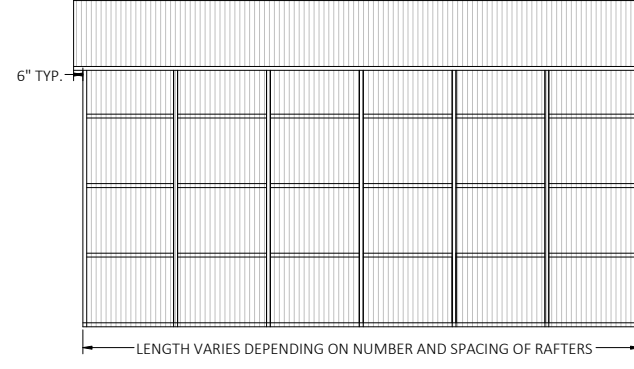 6" TYP.
LENGTH VARIES DEPENDING ON NUMBER AND SPACING OF RAFTERS